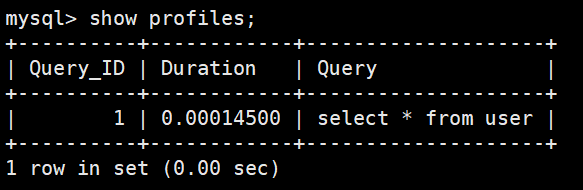 mysql> show profiles;
+----------+------------+--------------------+
| Query_ID | Duration   | Query              |
+----------+------------+--------------------+
|        1 | 0.00014500 | select * from user |
+----------+------------+--------------------+
1 row in set (0.00 sec)